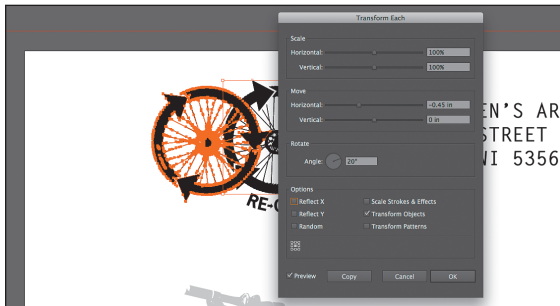 Transform Each
Scale
Horizontal: 100%
Vertical: 100%
Move
Horizontal: -0.45 in
Vertical: 0 in
EN'S AR
STREET
NI 5356
Rotate
Angle: 20°
Options
Reflect X Scale Strokes & Effects
Reflect Y Transform Objects
Random Transform Patterns
RE-C
Preview Copy Cancel OK